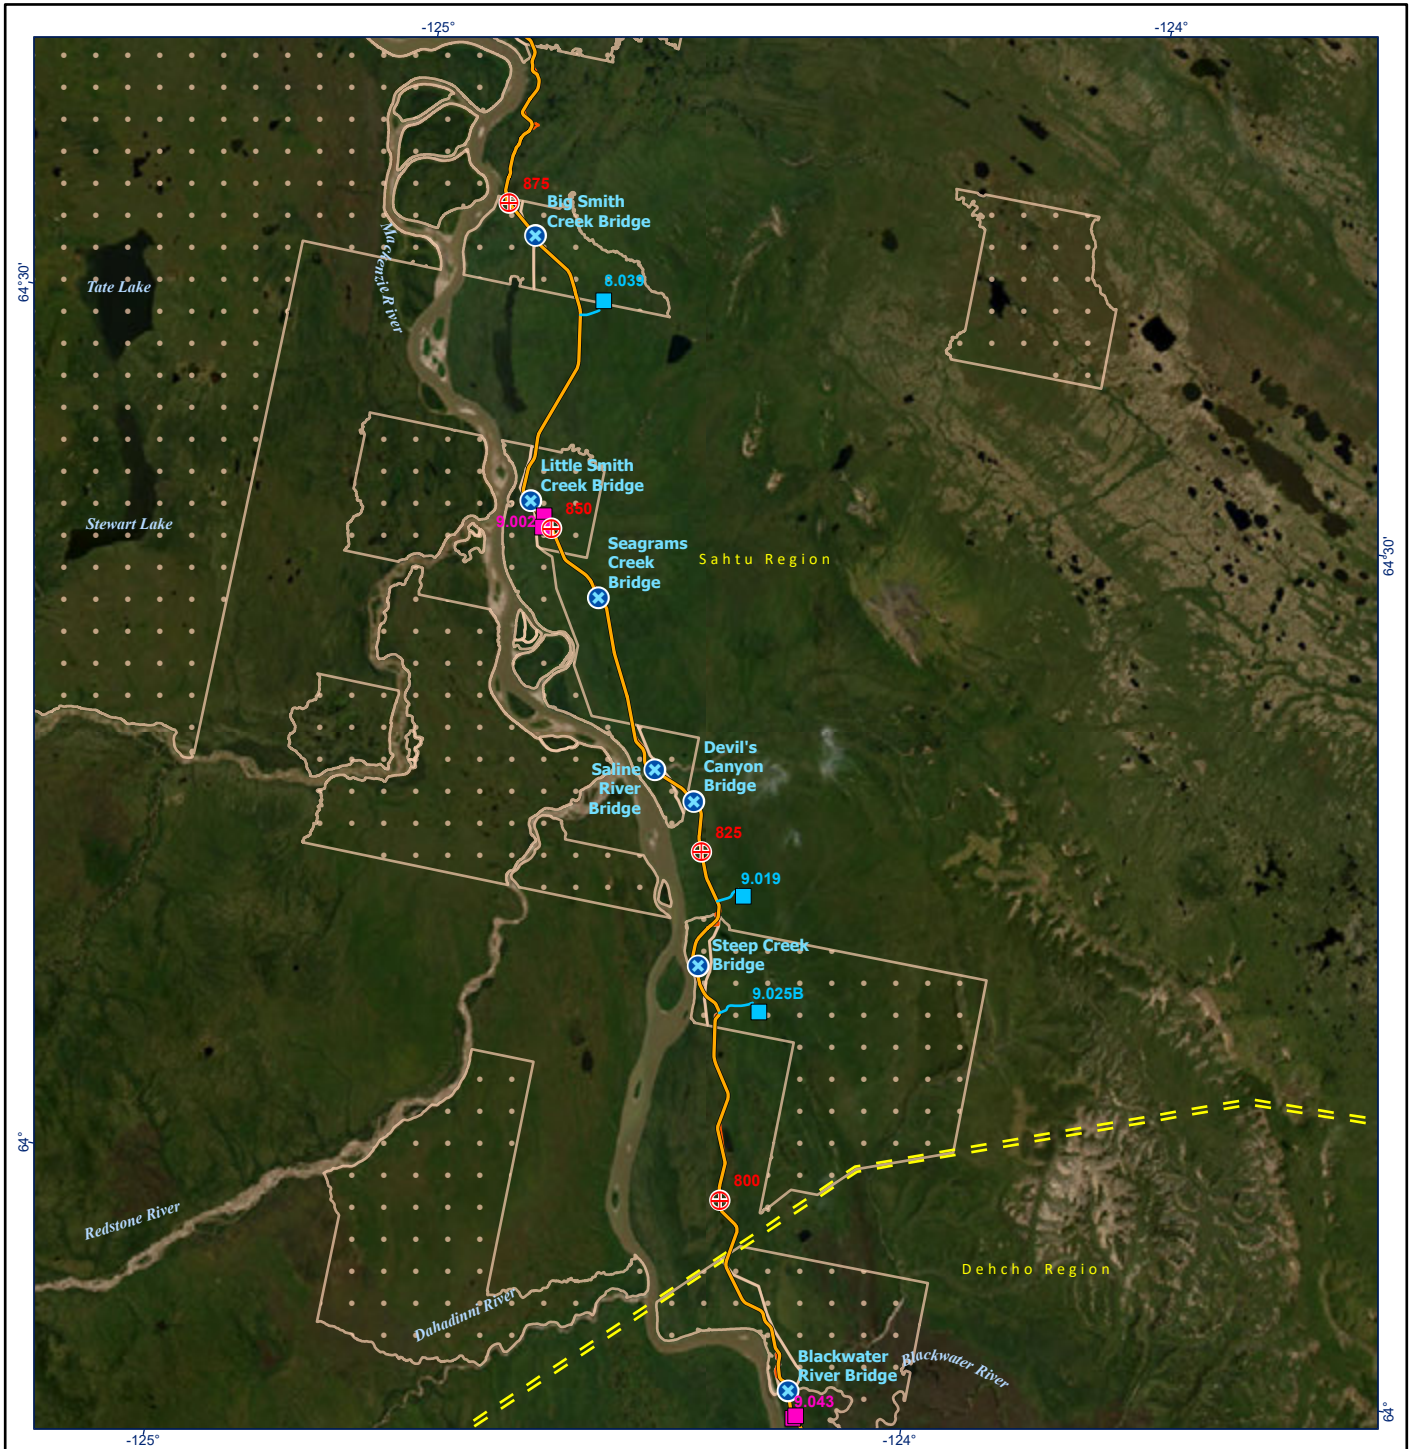 -125°
-124°
875
Big Smith
Creek Bridge
Mackenzie River
64°30'
Tate Lake
8.039
Little Smith
Creek Bridge
850
8.002
Stewart Lake
Seagrams
Creek
Bridge
Sahtu Region
64°30'
Devil's
Canyon
Bridge
Saline
River
Bridge
825
9.019
Steep Creek
Bridge
9.025B
64°
800
Redstone River
Dehcho Region
Dahadinni River
Blackwater
River Bridge
Blackwater River
9.043
64°
-125°
-124°